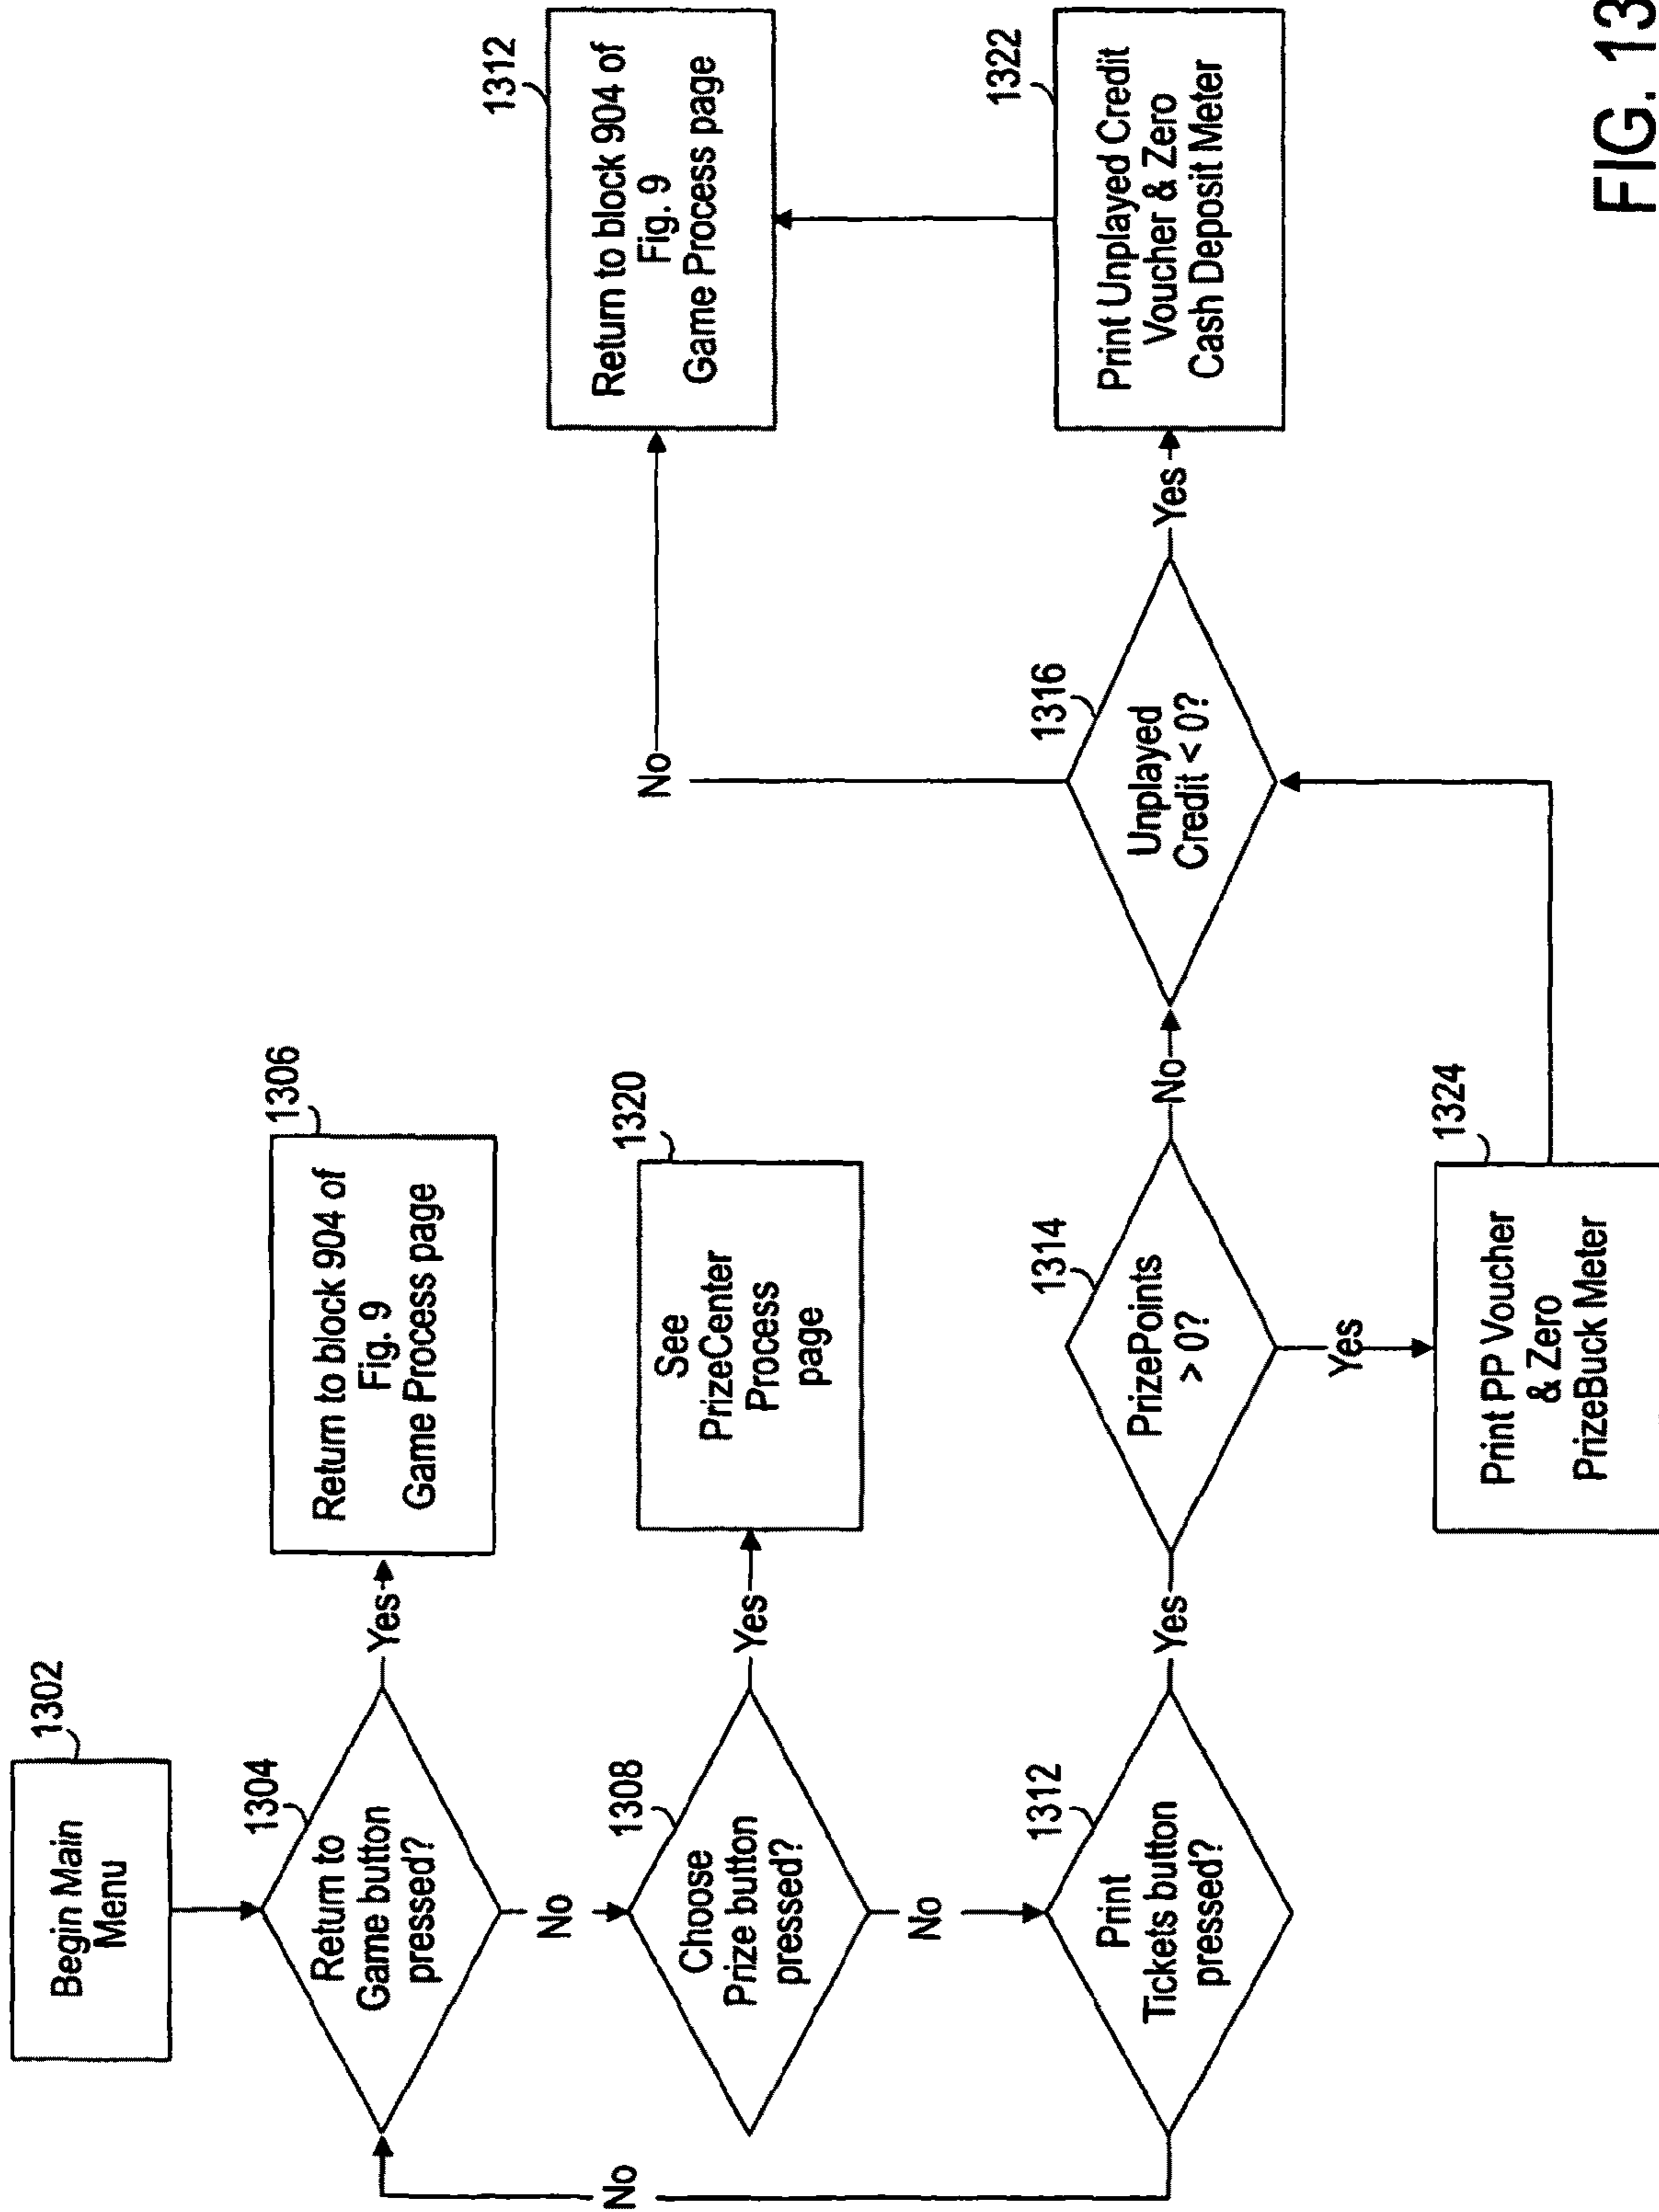 1302
Begin Main
Menu
1304
Return to
Game button
pressed?
Yes
1306
Return to block 904 of
Fig. 9
Game Process page
No
1308
Choose
Prize button
pressed?
Yes
1320
See
PrizeCenter
Process
page
No
1312
Print
Tickets button
pressed?
No
Yes
1314
PrizePoints
> 0?
Yes
1324
Print PP Voucher
& Zero
PrizeBuck Meter
No
1316
Unplayed
Credit < 0?
No
1312
Return to block 904 of
Fig. 9
Game Process page
Yes
1322
Print Unplayed Credit
Voucher & Zero
Cash Deposit Meter
FIG. 13